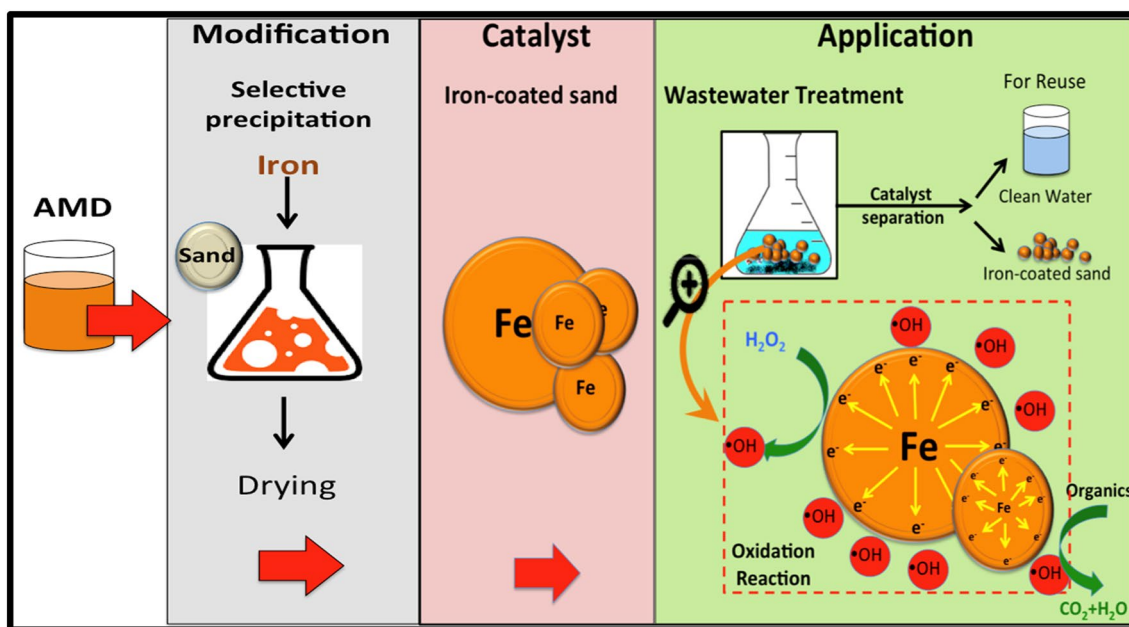 AMD
Modification
Selective
precipitation
Iron
Sand
Drying
Catalyst
Iron-coated sand
Fe
Fe
e
Fe
Application
Wastewater Treatment
Catalyst
separation
For Reuse
Clean Water
Iron-coated sand
H₂O₂
•OH
•OH
•OH
•OH
e⁻
e⁻
e⁻
e⁻
e⁻
e⁻
e⁻
e⁻
e⁻
Fe
e⁻
e⁻
e⁻
e⁻
e⁻
e⁻
e⁻
e⁻
Fe
Organics
•OH
•OH
•OH
•OH
•OH
Oxidation
Reaction
CO₂+H₂O